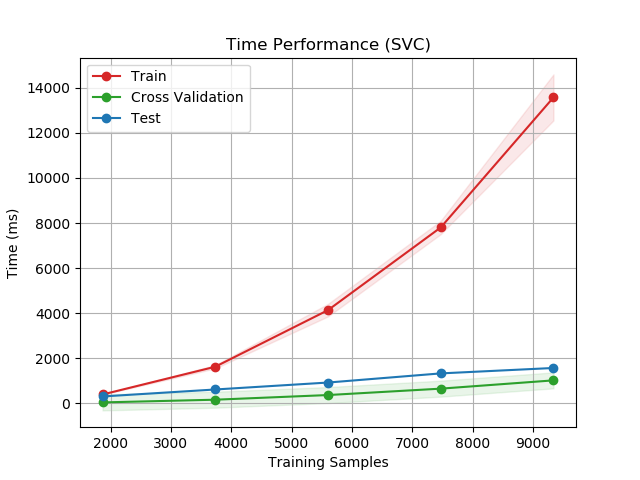 Time Performance (SVC)
Train
Cross Validation
Test
14000
12000
10000
8000
6000
4000
2000
0
Time (ms)
2000 3000 4000 5000 6000 7000 8000 9000
Training Samples